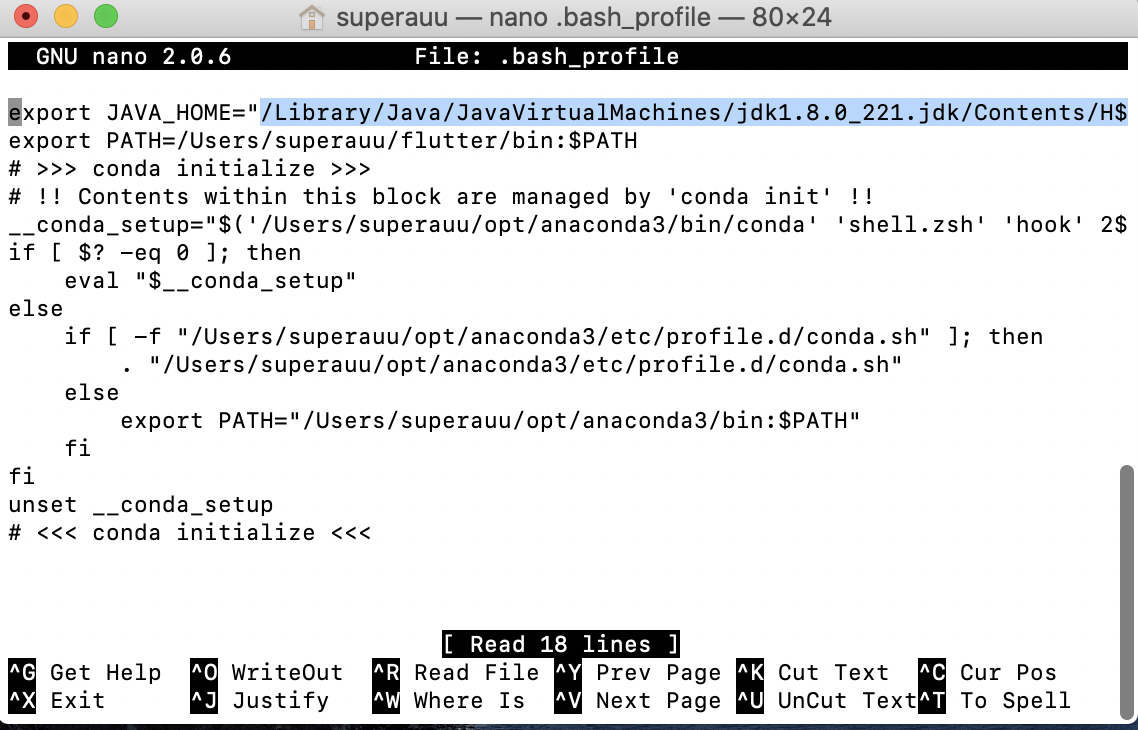 superauu — nano .bash_profile — 80×24
GNU nano 2.0.6 File: .bash_profile
export JAVA_HOME="/Library/Java/JavaVirtualMachines/jdk1.8.0_221.jdk/Contents/H$
export PATH=/Users/superauu/flutter/bin:$PATH
# >>> conda initialize >>>
# !! Contents within this block are managed by 'conda init' !!
__conda_setup="$('/Users/superauu/opt/anaconda3/bin/conda' 'shell.zsh' 'hook' 2$
if [ $? -eq 0 ]; then
    eval "$__conda_setup"
else
    if [ -f "/Users/superauu/opt/anaconda3/etc/profile.d/conda.sh" ]; then
        . "/Users/superauu/opt/anaconda3/etc/profile.d/conda.sh"
    else
        export PATH="/Users/superauu/opt/anaconda3/bin:$PATH"
    fi
fi
unset __conda_setup
# <<< conda initialize <<<
[ Read 18 lines ]
^G Get Help ^O WriteOut ^R Read File ^Y Prev Page ^K Cut Text ^C Cur Pos
^X Exit ^J Justify ^W Where Is ^V Next Page ^U UnCut Text ^T To Spell